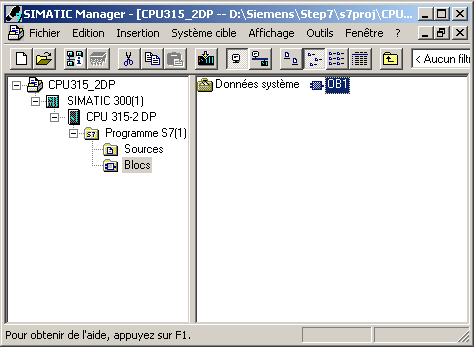 SIMATIC Manager - [CPU315_2DP -- D:\Siemens\Step7\s7proj\CPU...
Fichier Edition Insertion Système cible Affichage Outils Fenêtre ?
< Aucun filtr
CPU315_2DP
SIMATIC 300(1)
CPU 315-2 DP
Programme S7(1)
Sources
Blocs
Données système OB1
Pour obtenir de l'aide, appuyez sur F1.